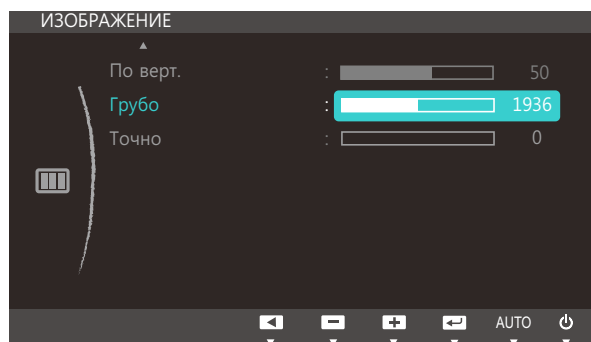 ИЗОБРАЖЕНИЕ
По верт. : 50
Грубо : 1936
Точно : 0
AUTO